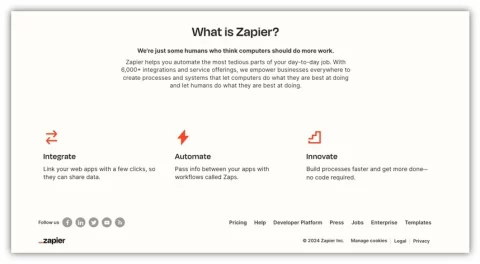 What is Zapier?
We're just some humans who think computers should do more work.
Zapier helps you automate the most tedious parts of your day-to-day job. With
6,000+ integrations and service offerings, we empower businesses everywhere to
create processes and systems that let computers do what they are best at doing
and let humans do what they are best at doing.
Integrate
Link your web apps with a few clicks, so
they can share data.
Automate
Pass info between your apps with
workflows called Zaps.
Innovate
Build processes faster and get more done—
no code required.
Follow us
Pricing Help Developer Platform Press Jobs Enterprise Templates
_zapier
© 2024 Zapier Inc. Manage cookies Legal Privacy